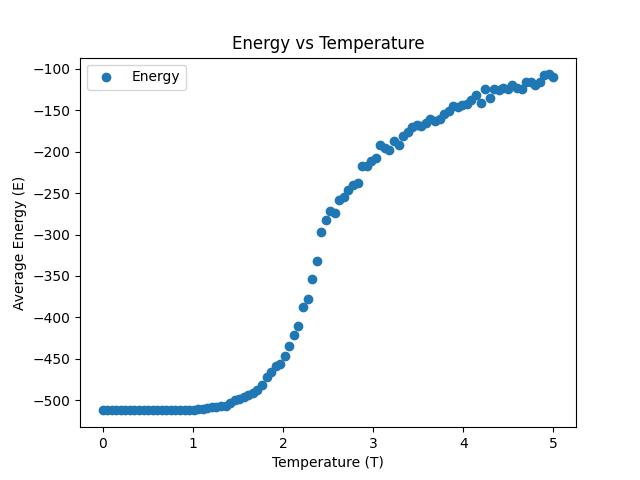 Energy vs Temperature
Energy
Average Energy (E)
−100
−150
−200
−250
−300
−350
−400
−450
−500
0 1 2 3 4 5
Temperature (T)